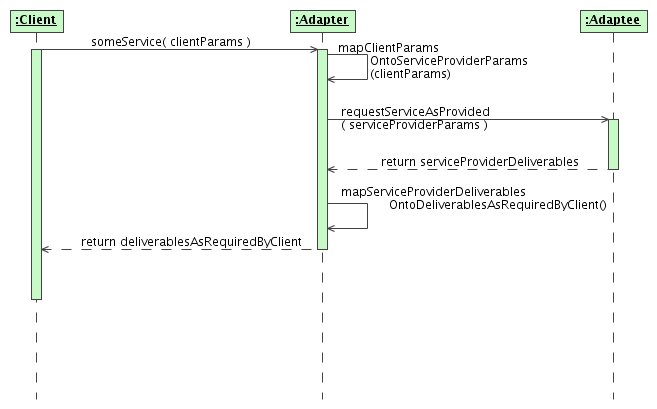 :Client
:Adapter
:Adaptee
someService( clientParams )
mapClientParams
OntoServiceProviderParams
(clientParams)
requestServiceAsProvided
( serviceProviderParams )
return serviceProviderDeliverables
mapServiceProviderDeliverables
OntoDeliverablesAsRequiredByClient()
return deliverablesAsRequiredByClient